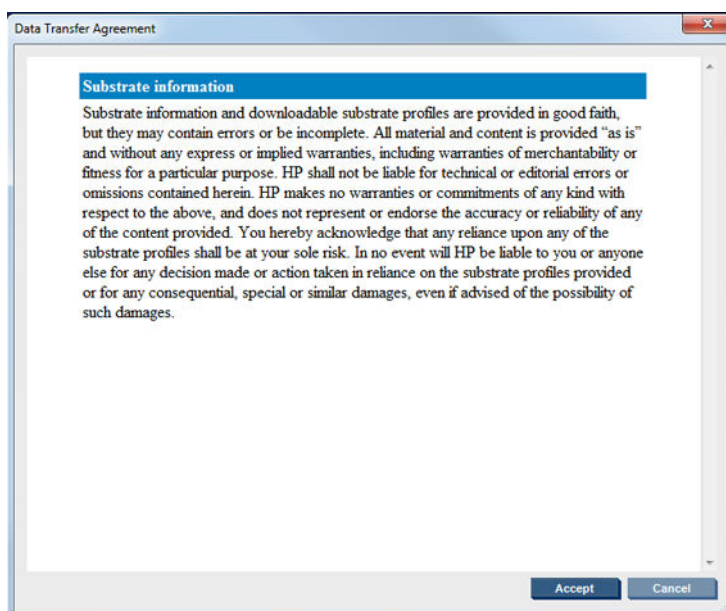 Data Transfer Agreement
Substrate information
Substrate information and downloadable substrate profiles are provided in good faith,
but they may contain errors or be incomplete. All material and content is provided “as is”
and without any express or implied warranties, including warranties of merchantability or
fitness for a particular purpose. HP shall not be liable for technical or editorial errors or
omissions contained herein. HP makes no warranties or commitments of any kind with
respect to the above, and does not represent or endorse the accuracy or reliability of any
of the content provided. You hereby acknowledge that any reliance upon any of the
substrate profiles shall be at your sole risk. In no event will HP be liable to you or anyone
else for any decision made or action taken in reliance on the substrate profiles provided
or for any consequential, special or similar damages, even if advised of the possibility of
such damages.
Accept Cancel